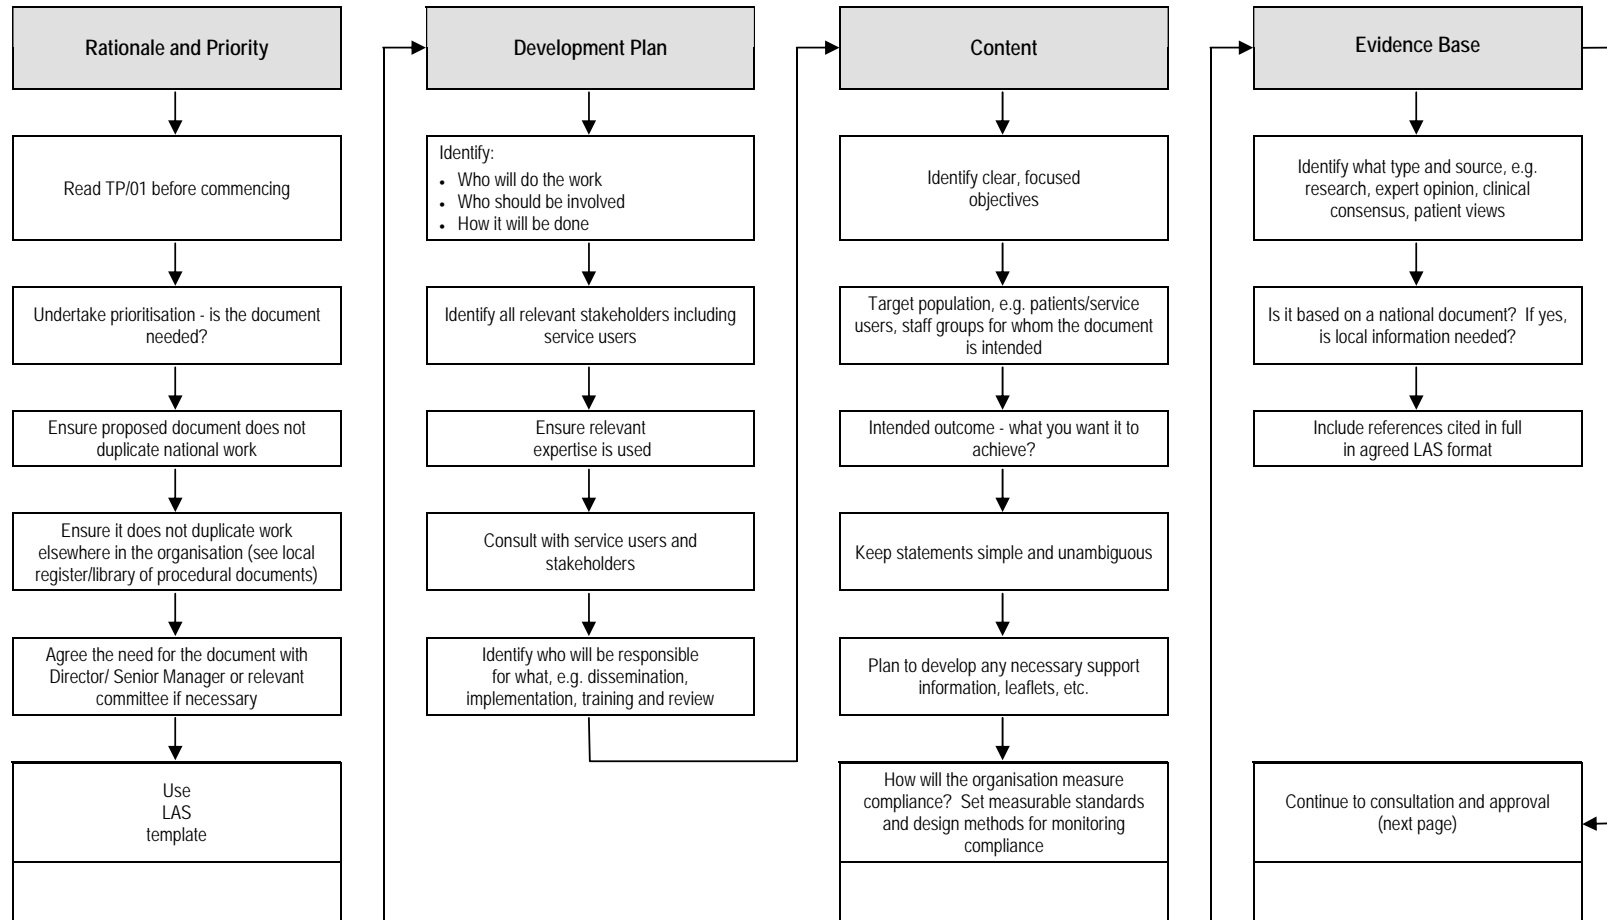 Rationale and Priority
Read TP/01 before commencing
Undertake prioritisation - is the document
needed?
Ensure proposed document does not
duplicate national work
Ensure it does not duplicate work
elsewhere in the organisation (see local
register/library of procedural documents)
Agree the need for the document with
Director/ Senior Manager or relevant
committee if necessary
Use
LAS
template
Development Plan
Identify:
• Who will do the work
• Who should be involved
• How it will be done
Identify all relevant stakeholders including
service users
Ensure relevant
expertise is used
Consult with service users and
stakeholders
Identify who will be responsible
for what, e.g. dissemination,
implementation, training and review
Content
Identify clear, focused
objectives
Target population, e.g. patients/service
users, staff groups for whom the document
is intended
Intended outcome - what you want it to
achieve?
Keep statements simple and unambiguous
Plan to develop any necessary support
information, leaflets, etc.
How will the organisation measure
compliance?  Set measurable standards
and design methods for monitoring
compliance
Evidence Base
Identify what type and source, e.g.
research, expert opinion, clinical
consensus, patient views
Is it based on a national document?  If yes,
is local information needed?
Include references cited in full
in agreed LAS format
Continue to consultation and approval
(next page)